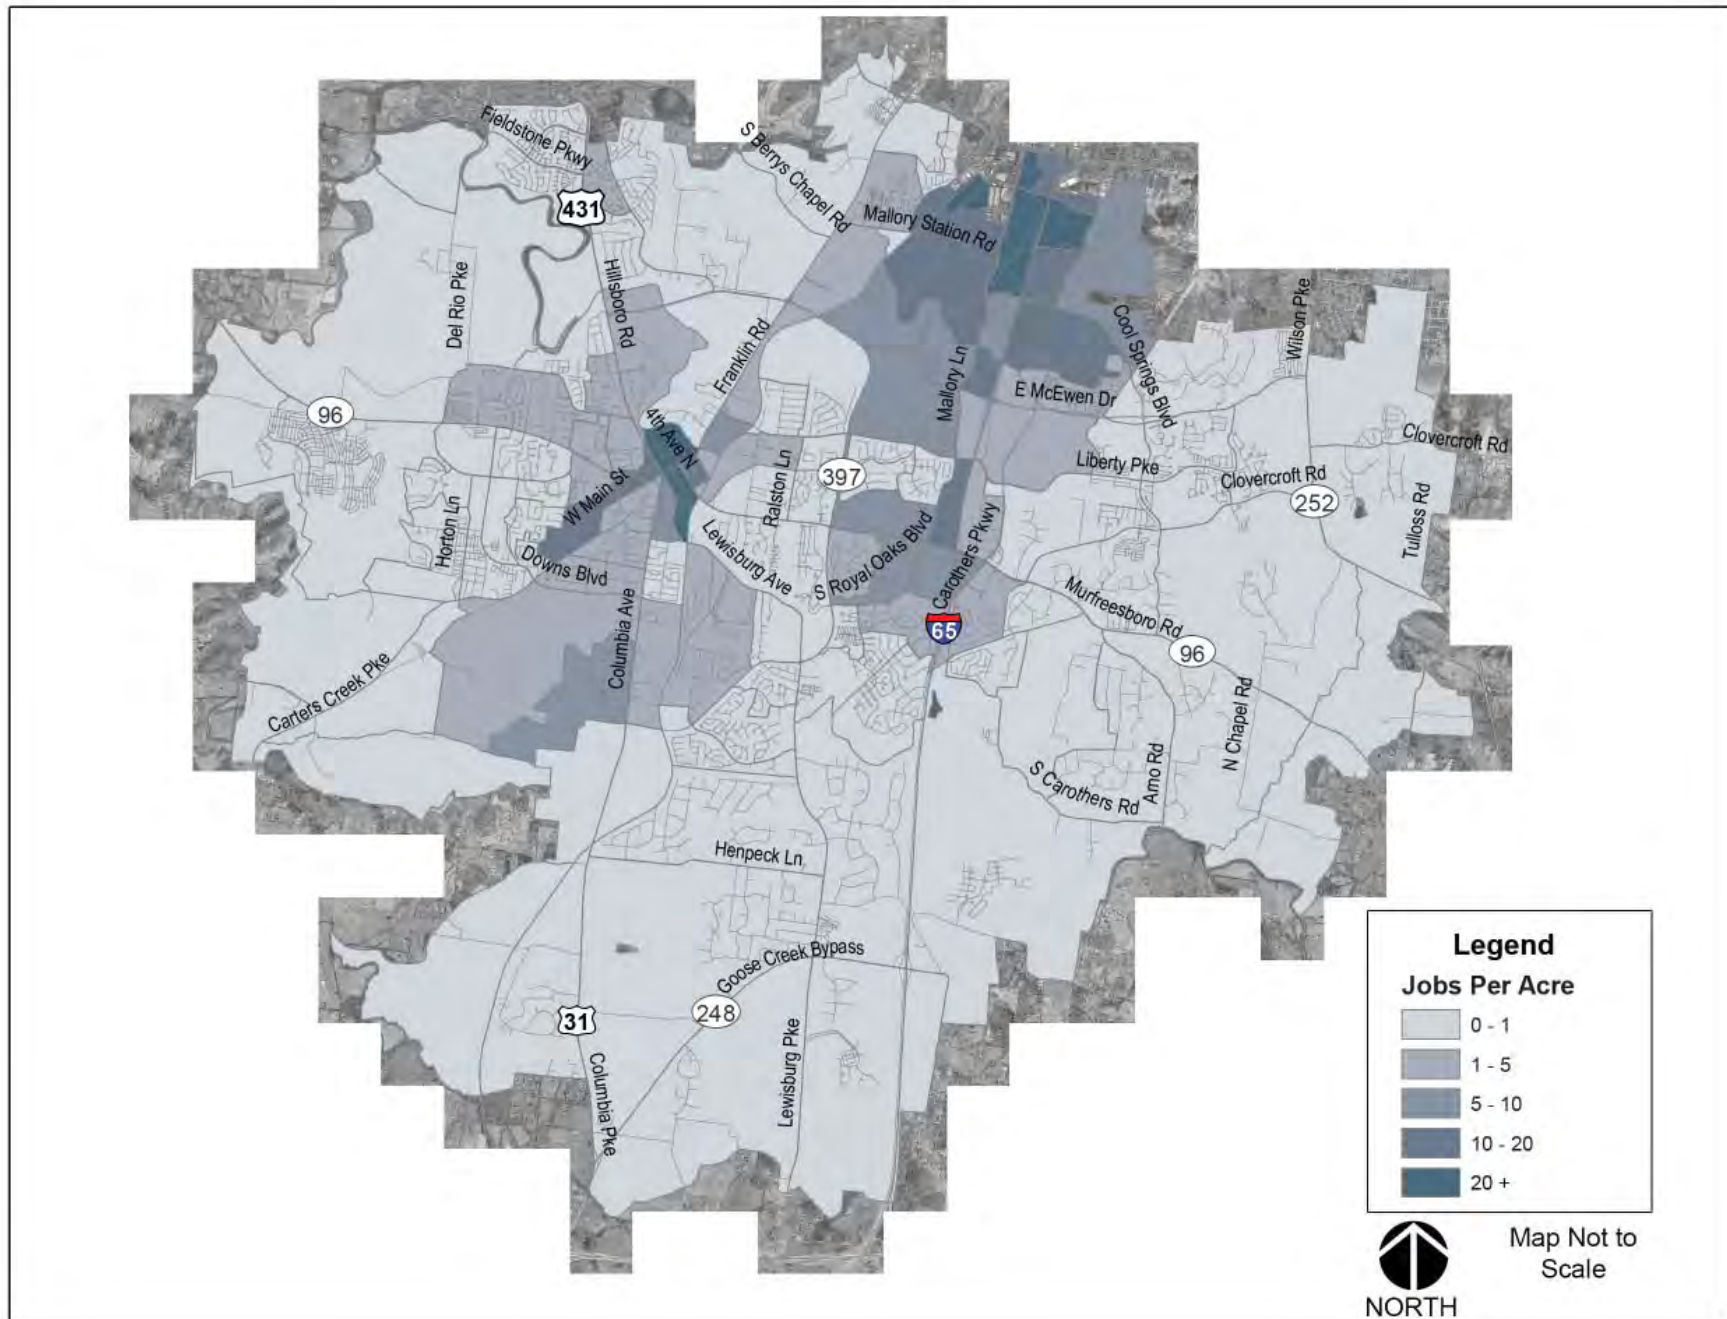 Fieldstone Pkwy
S Berrys Chapel Rd
431
Mallory Station Rd
Del Rio Pke
Hillsboro Rd
Franklin Rd
Cool Springs Blvd
Wilson Pke
Mallory Ln
E McEwen Dr
96
4th Ave N
Clovercroft Rd
Liberty Pke
Clovercroft Rd
W Main St
Ralston Ln
397
252
Horton Ln
Tulloss Rd
Lewisburg Ave
S Royal Oaks Blvd
Carothers Pkwy
Downs Blvd
Columbia Ave
65
Murfreesboro Rd
96
Carters Creek Pke
N Chapel Rd
Arno Rd
S Carothers Rd
Henpeck Ln
Goose Creek Bypass
248
31
Columbia Pke
Lewisburg Pke
Legend
Jobs Per Acre
0 - 1
1 - 5
5 - 10
10 - 20
20 +
Map Not to
Scale
NORTH